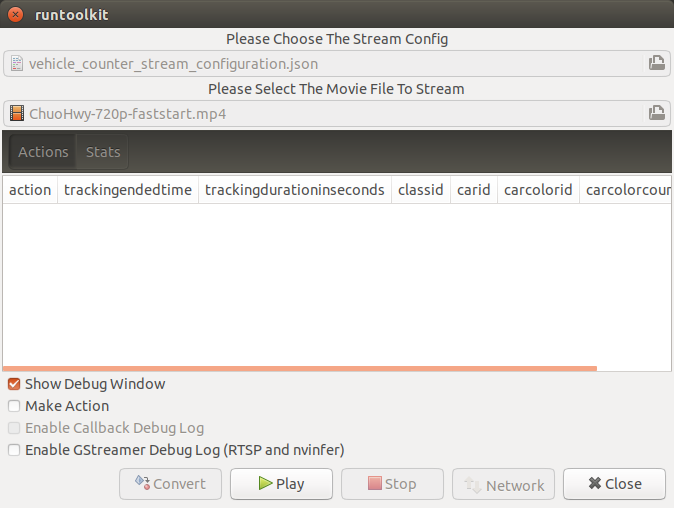 runtoolkit
Please Choose The Stream Config
vehicle_counter_stream_configuration.json
Please Select The Movie File To Stream
ChuoHwy-720p-faststart.mp4
Actions Stats
action trackingendedtime trackingdurationinseconds classid carid carcolorid carcolorcour
Show Debug Window
Make Action
Enable Callback Debug Log
Enable GStreamer Debug Log (RTSP and nvinfer)
Convert Play Stop Network Close